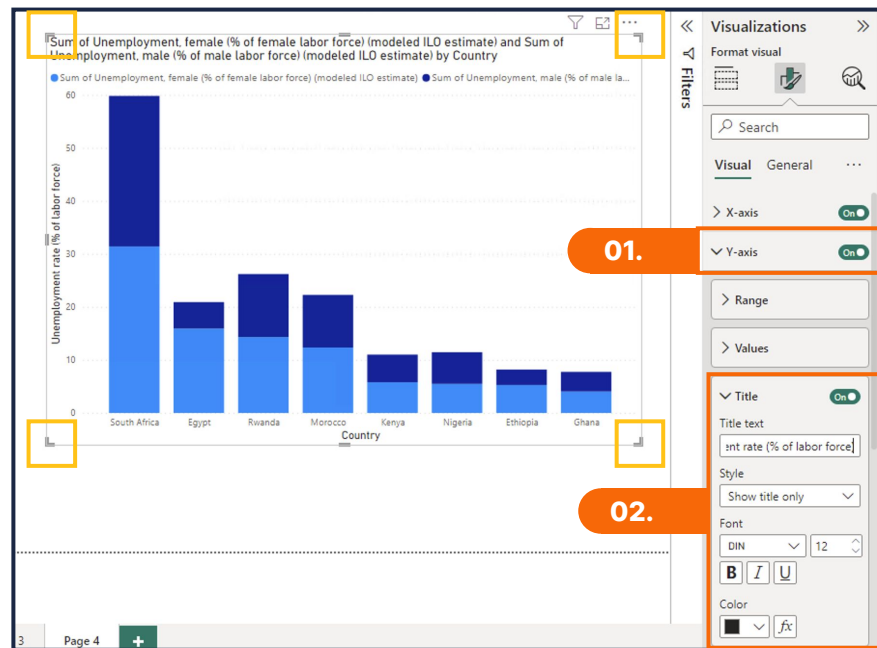 Sum of Unemployment, female (% of female labor force) (modeled ILO estimate) and Sum of
Unemployment, male (% of male labor force) (modeled ILO estimate) by Country
Sum of Unemployment, female (% of female labor force) (modeled ILO estimate) Sum of Unemployment, male (% of male la...
Unemployment rate (% of labor force)
60
50
40
30
20
10
0
South Africa Egypt Rwanda Morocco Kenya Nigeria Ethiopia Ghana
Country
3 Page 4 +
Filters
Visualizations
Format visual
Search
Visual General ...
X-axis On
01.
Y-axis On
Range
Values
02.
Title On
Title text
ent rate (% of labor force)
Style
Show title only
Font
DIN 12
B I U
Color
fx